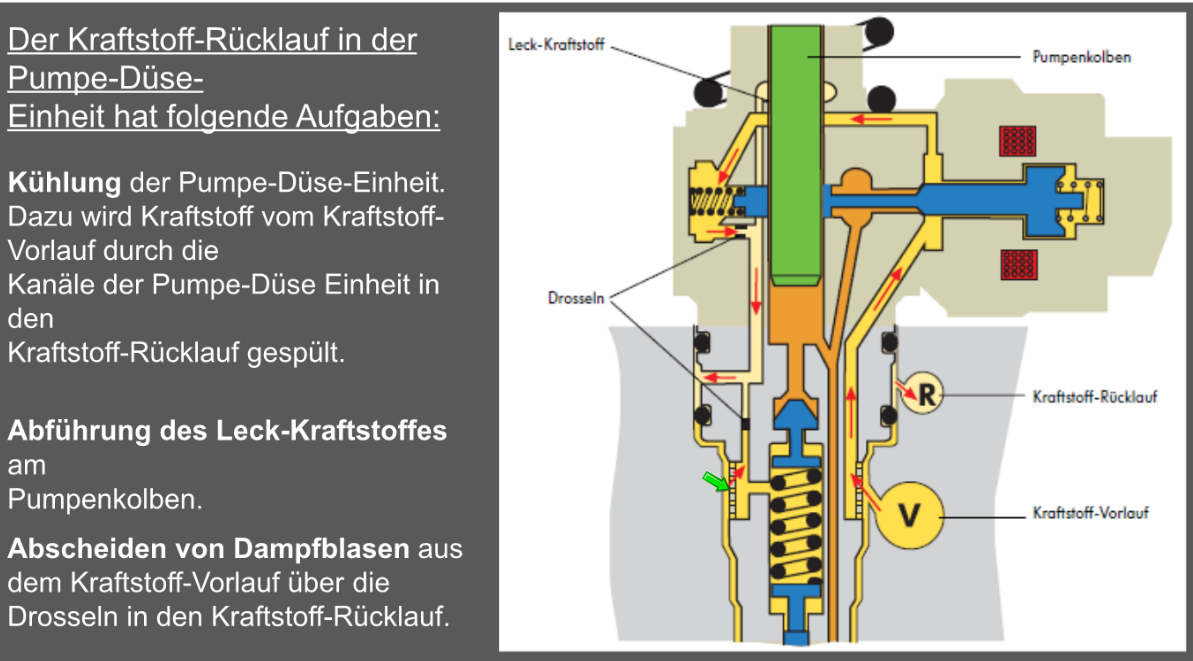 Der Kraftstoff-Rücklauf in der
Pumpe-Düse-
Einheit hat folgende Aufgaben:
Kühlung der Pumpe-Düse-Einheit.
Dazu wird Kraftstoff vom Kraftstoff-
Vorlauf durch die
Kanäle der Pumpe-Düse Einheit in
den
Kraftstoff-Rücklauf gespült.
Abführung des Leck-Kraftstoffes
am
Pumpenkolben.
Abscheiden von Dampfblasen aus
dem Kraftstoff-Vorlauf über die
Drosseln in den Kraftstoff-Rücklauf.
Leck-Kraftstoff
Pumpenkolben
Drosseln
R
Kraftstoff-Rücklauf
V
Kraftstoff-Vorlauf